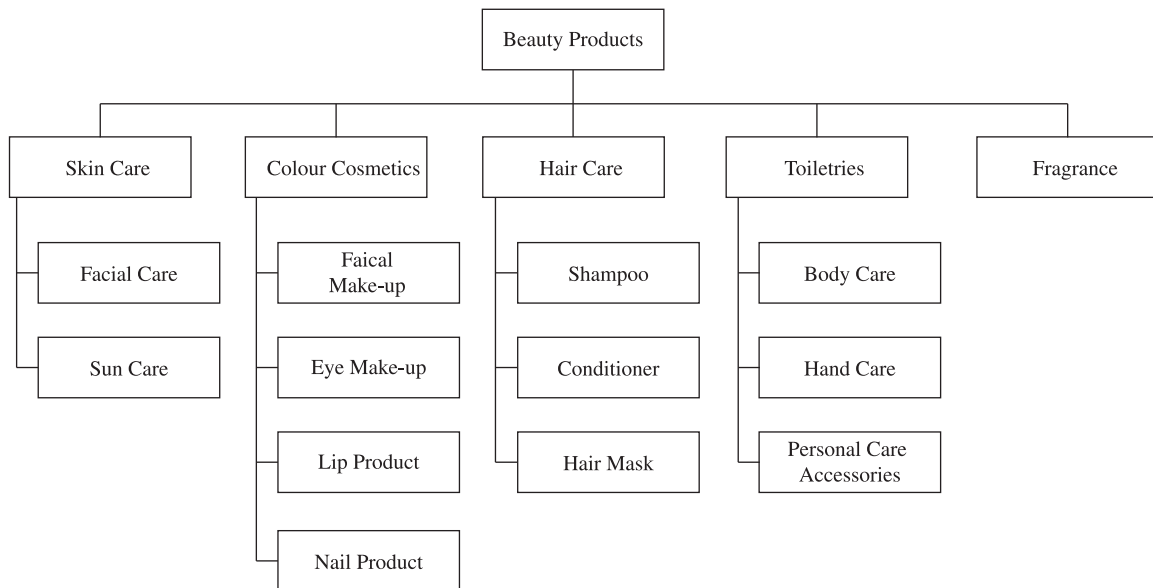 Beauty Products
Skin Care
Colour Cosmetics
Hair Care
Toiletries
Fragrance
Facial Care
Faical
Make-up
Shampoo
Body Care
Sun Care
Eye Make-up
Conditioner
Hand Care
Lip Product
Hair Mask
Personal Care
Accessories
Nail Product